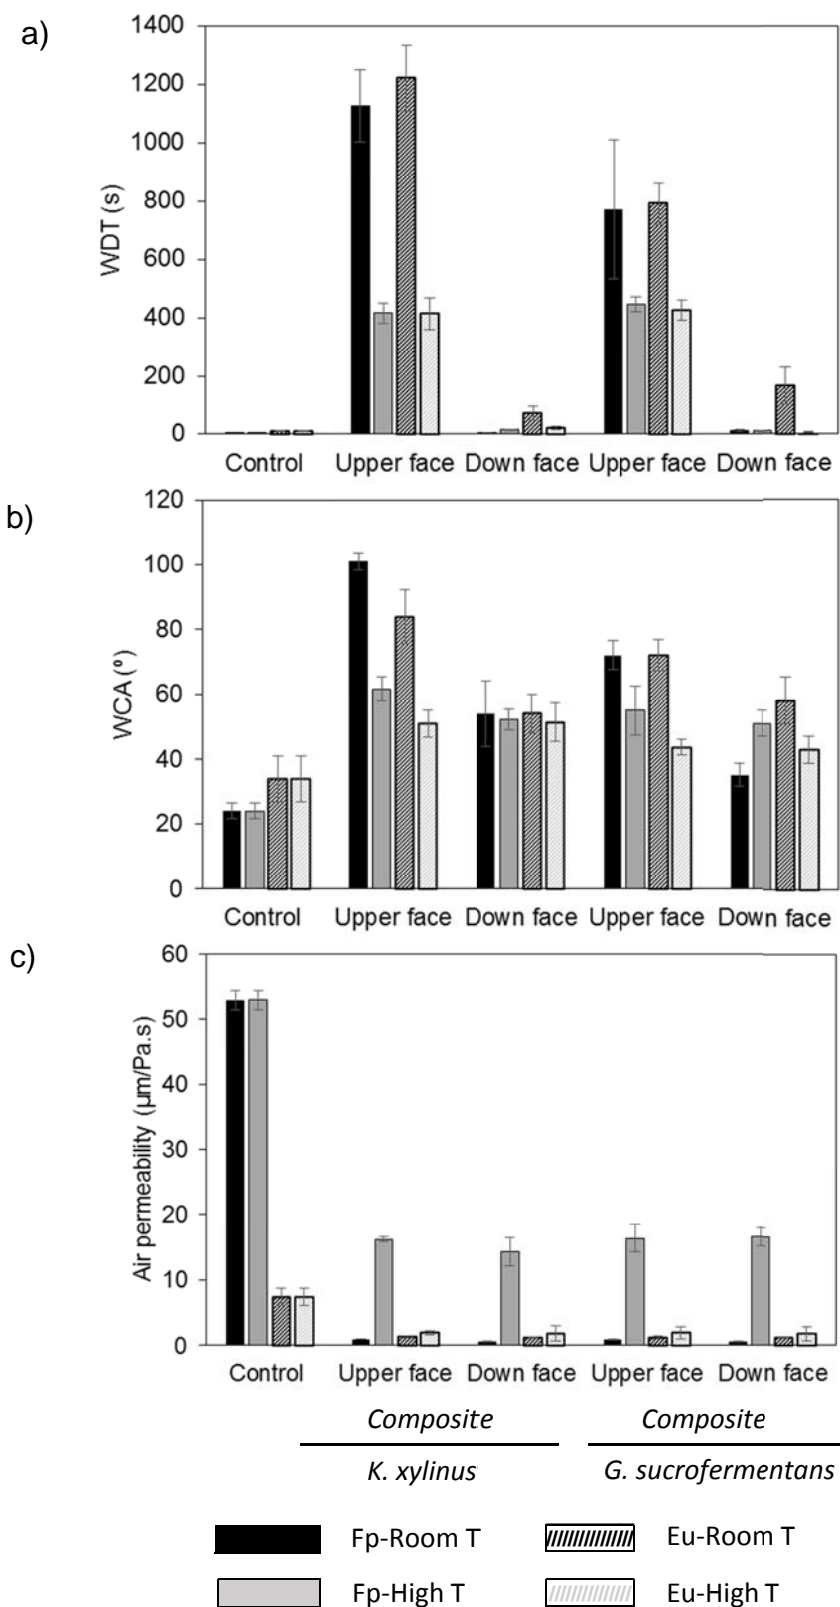 a)
1400
1200
1000
800
600
400
200
0
WDT (s)
Control Upper face Down face Upper face Down face
b)
120
100
80
60
40
20
0
WCA (º)
Control Upper face Down face Upper face Down face
c)
60
50
40
30
20
10
0
Air permeability (µm/Pa.s)
Control Upper face Down face Upper face Down face
Composite Composite
K. xylinus G. sucrofermentans
Fp-Room T Eu-Room T
Fp-High T Eu-High T